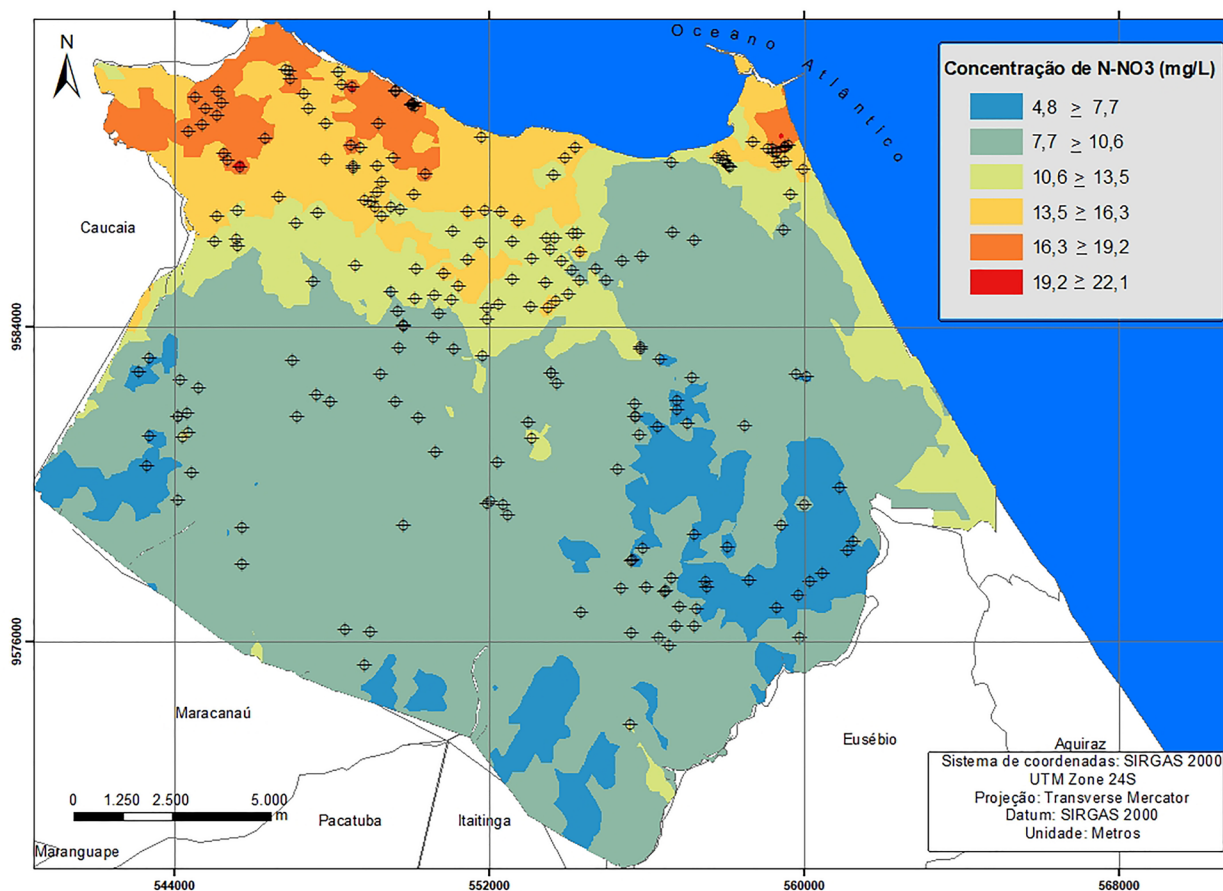 N
Oceano
Atlântico
Concentração de N-NO3 (mg/L)
4,8 ≥ 7,7
7,7 ≥ 10,6
10,6 ≥ 13,5
13,5 ≥ 16,3
16,3 ≥ 19,2
19,2 ≥ 22,1
Caucaia
9584000
9576000
Maracanaú
Eusébio
Aquiraz
Pacatuba
Itaitinga
Maranguape
0 1.250 2.500 5.000
m
Sistema de coordenadas: SIRGAS 2000
UTM Zone 24S
Projeção: Transverse Mercator
Datum: SIRGAS 2000
Unidade: Metros
544000 552000 560000 568000